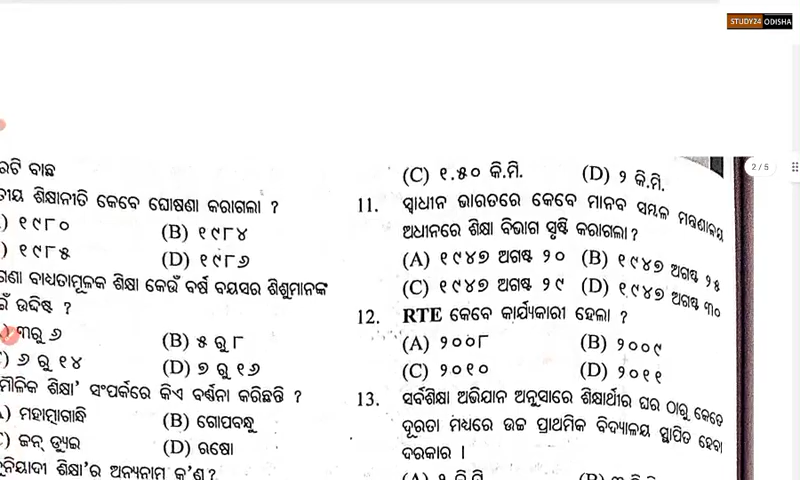 STUDY24 ODISHA
2 / 5
ବାଛ
ଶିକ୍ଷାନୀତି କେବେ ଘୋଷଣା କରାଗଲା ?
) ୧୯୮୦
(B) ୧୯୮୪
) ୧୯୮୫
(D) ୧୯୮୬
ବାଧ୍ୟତାମୂଳକ ଶିକ୍ଷା କେଉଁ ବର୍ଷ ବୟସର ଶିଶୁମାନଙ୍କ
ଉଦ୍ଦିଷ୍ଟ ?
) ୩ରୁ ୬
(B) ୫ ରୁ ୮
) ୬ ରୁ ୧୪
(D) ୭ ରୁ ୧୬
ମୌଳିକ ଶିକ୍ଷା' ସଂପର୍କରେ କିଏ ବର୍ଣ୍ଣନା କରିଛନ୍ତି ?
) ମହାତ୍ମାଗାନ୍ଧି
(B) ଗୋପବନ୍ଧୁ
) ଜନ୍ ଡ୍ୟୁଇ
(D) ଋଷୋ
ଶିକ୍ଷା'ର ଅନ୍ୟନାମ କ'ଣ ?
(C) ୧.୫୦ କି.ମି.
(D) ୨ କି.ମି.
11. ସ୍ୱାଧୀନ ଭାରତରେ କେବେ ମାନବ ସମ୍ବଳ ମନ୍ତ୍ରଣାଳୟ
ଅଧୀନରେ ଶିକ୍ଷା ବିଭାଗ ସୃଷ୍ଟି କରାଗଲା ?
(A) ୧୯୪୭ ଅଗଷ୍ଟ ୨୦ (B) ୧୯୪୭ ଅଗଷ୍ଟ ୨୫
(C) ୧୯୪୭ ଅଗଷ୍ଟ ୨୯ (D) ୧୯୪୭ ଅଗଷ୍ଟ ୩୦
12. RTE କେବେ କାର୍ଯ୍ୟକାରୀ ହେଲା ?
(A) ୨୦୦୮
(B) ୨୦୦୯
(C) ୨୦୧୦
(D) ୨୦୧୧
13. ସର୍ବଶିକ୍ଷା ଅଭିଯାନ ଅନୁସାରେ ଶିକ୍ଷାର୍ଥୀର ଘର ଠାରୁ କେତେ
ଦୂରତା ମଧ୍ୟରେ ଉଚ୍ଚ ପ୍ରାଥମିକ ବିଦ୍ୟାଳୟ ସ୍ଥାପିତ ହେବା
ଦରକାର ।